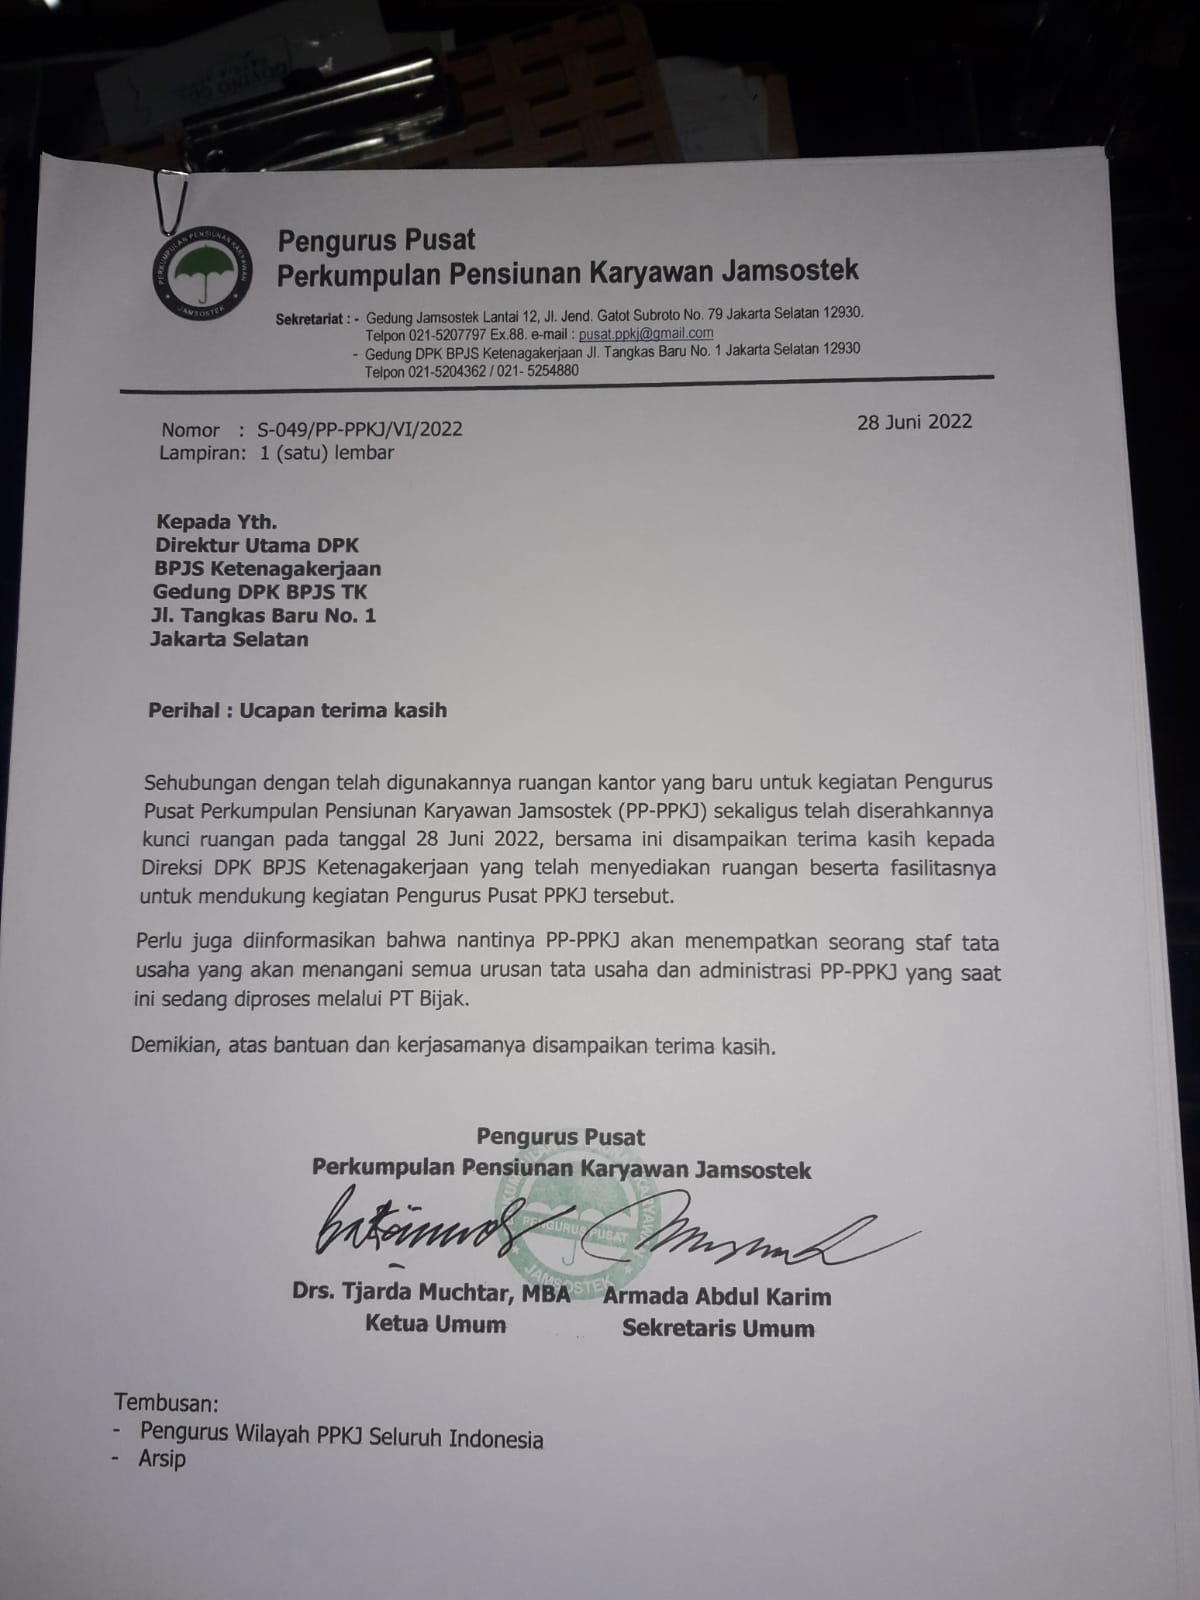 PERKUMPULAN PENSIUNAN KARYAWAN
JAMSOSTEK
Pengurus Pusat
Perkumpulan Pensiunan Karyawan Jamsostek
Sekretariat : - Gedung Jamsostek Lantai 12, Jl. Jend. Gatot Subroto No. 79 Jakarta Selatan 12930.
Telpon 021-5207797 Ex.88. e-mail : pusat.ppkj@gmail.com
- Gedung DPK BPJS Ketenagakerjaan Jl. Tangkas Baru No. 1 Jakarta Selatan 12930
Telpon 021-5204362 / 021- 5254880
Nomor : S-049/PP-PPKJ/VI/2022
28 Juni 2022
Lampiran: 1 (satu) lembar
Kepada Yth.
Direktur Utama DPK
BPJS Ketenagakerjaan
Gedung DPK BPJS TK
Jl. Tangkas Baru No. 1
Jakarta Selatan
Perihal : Ucapan terima kasih
Sehubungan dengan telah digunakannya ruangan kantor yang baru untuk kegiatan Pengurus
Pusat Perkumpulan Pensiunan Karyawan Jamsostek (PP-PPKJ) sekaligus telah diserahkannya
kunci ruangan pada tanggal 28 Juni 2022, bersama ini disampaikan terima kasih kepada
Direksi DPK BPJS Ketenagakerjaan yang telah menyediakan ruangan beserta fasilitasnya
untuk mendukung kegiatan Pengurus Pusat PPKJ tersebut.
Perlu juga diinformasikan bahwa nantinya PP-PPKJ akan menempatkan seorang staf tata
usaha yang akan menangani semua urusan tata usaha dan administrasi PP-PPKJ yang saat
ini sedang diproses melalui PT Bijak.
Demikian, atas bantuan dan kerjasamanya disampaikan terima kasih.
Pengurus Pusat
Perkumpulan Pensiunan Karyawan Jamsostek
PENGURUS PUSAT
JAMSOSTEK
Drs. Tjarda Muchtar, MBA Armada Abdul Karim
Ketua Umum Sekretaris Umum
Tembusan:
- Pengurus Wilayah PPKJ Seluruh Indonesia
- Arsip